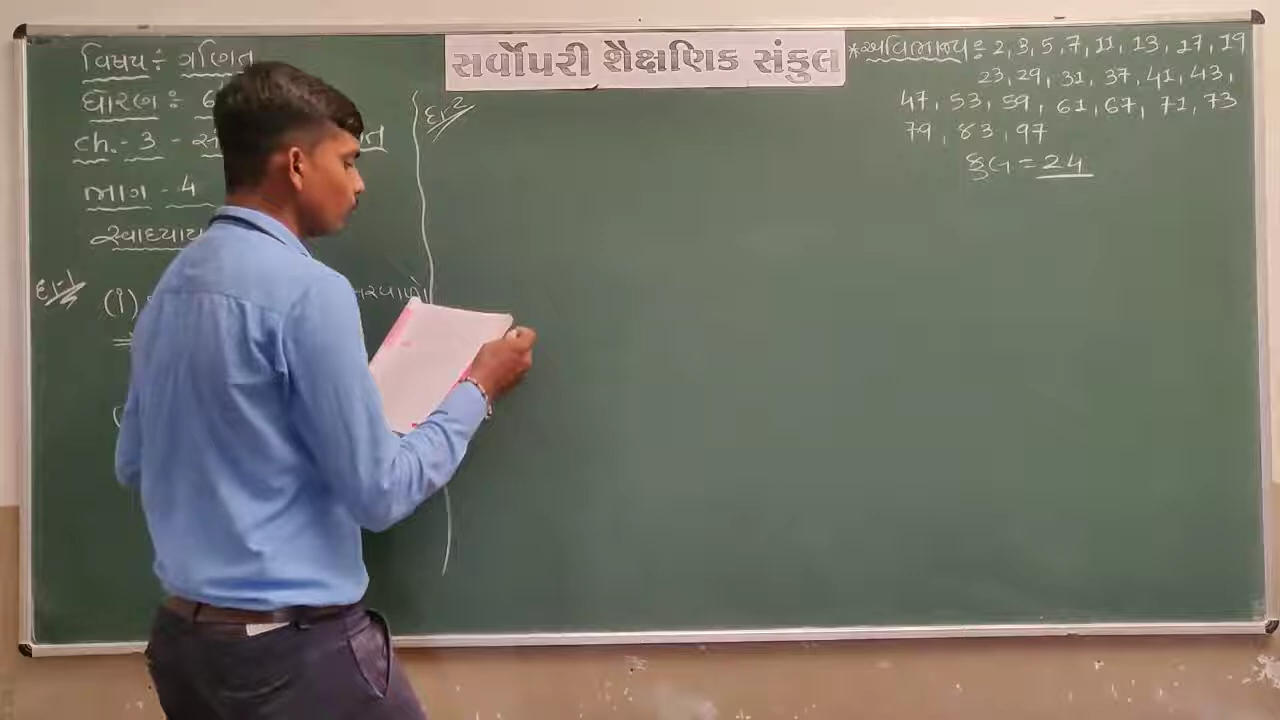 વિષય : ગણિત
ધોરણ : 6
ch. - 3 -
ભાગ - 4
સ્વાધ્યાય
દા-1
(i)
દા-2
સર્વોપરી શૈક્ષણિક સંકુલ
*અવિભાજ્ય : 2, 3, 5, 7, 11, 13, 17, 19
23, 29, 31, 37, 41, 43,
47, 53, 59, 61, 67, 71, 73
79, 83, 97
કુલ = 24